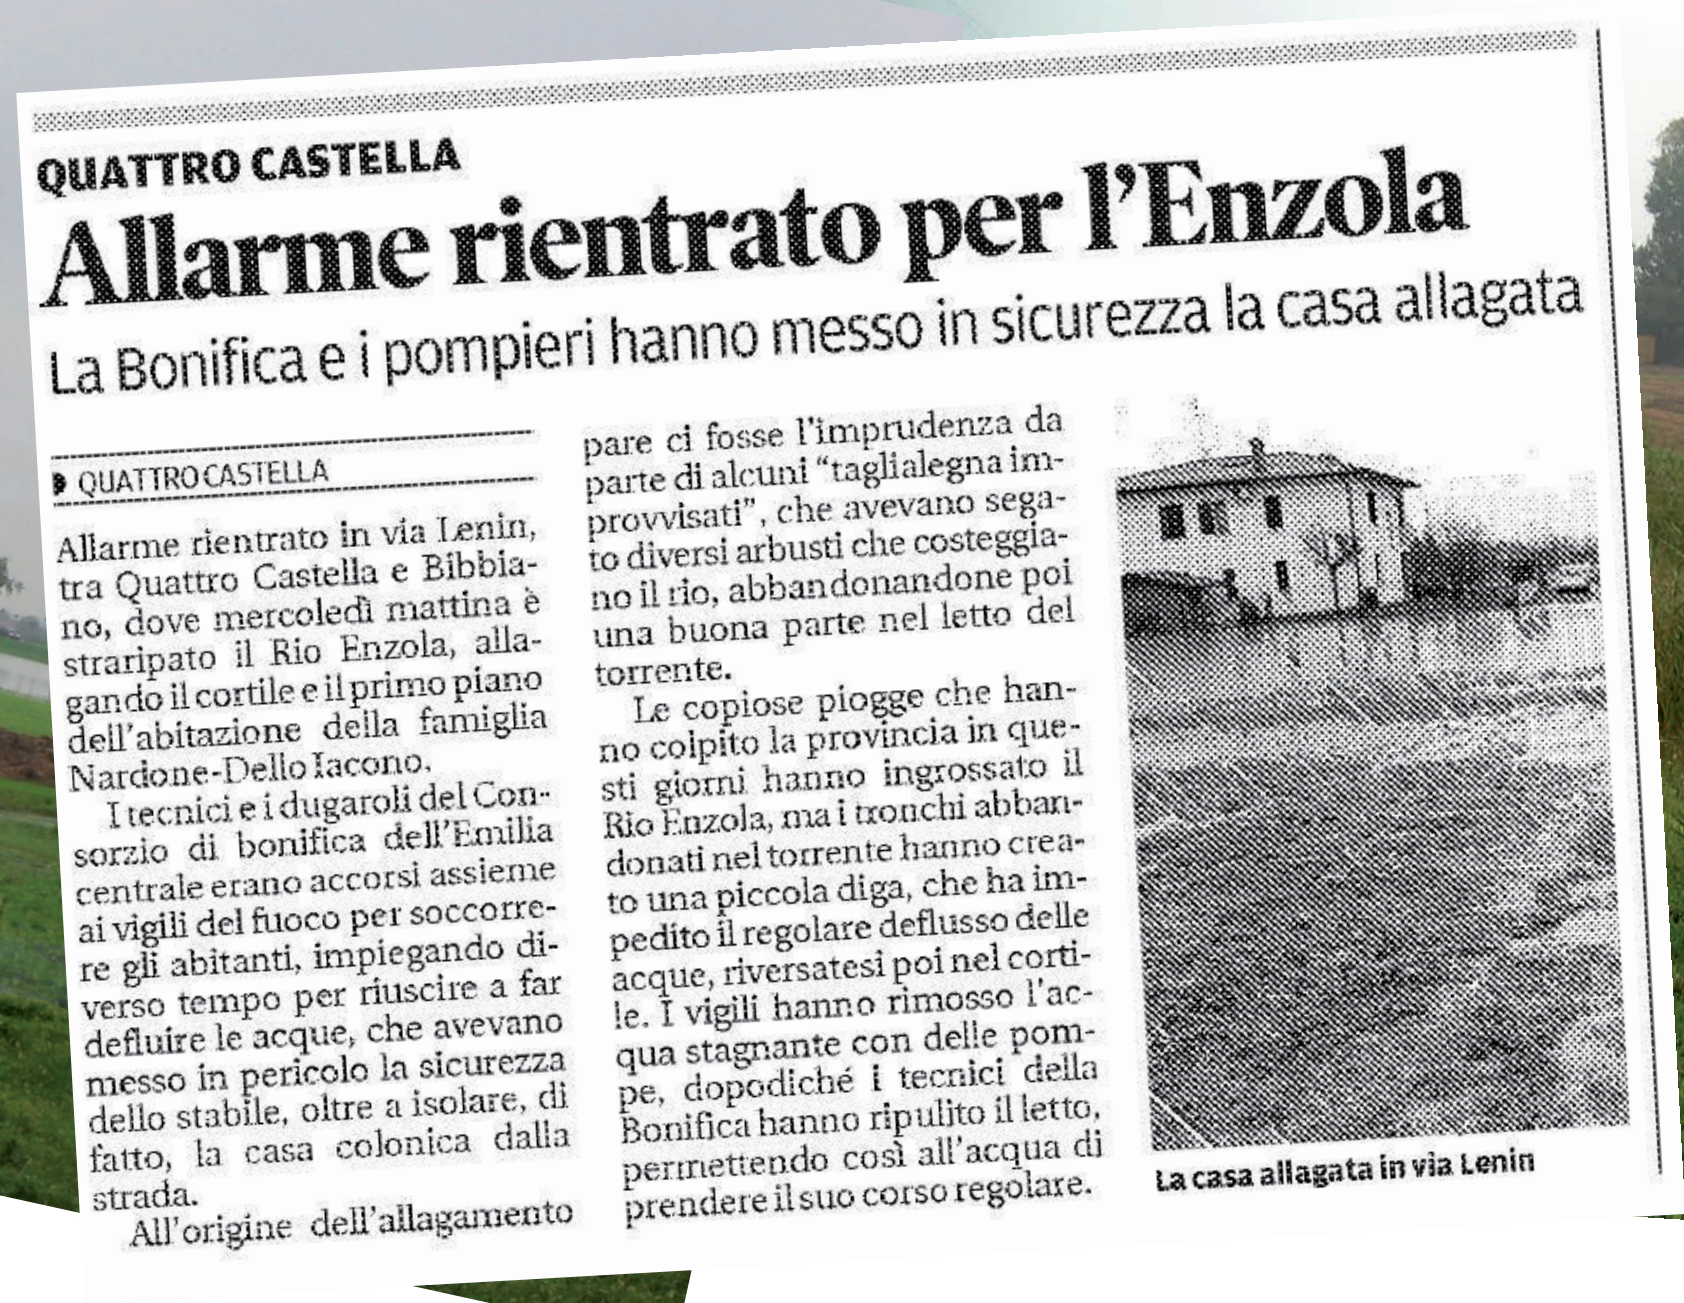 QUATTRO CASTELLA
Allarme rientrato per l'Enzola
La Bonifica e i pompieri hanno messo in sicurezza la casa allagata
QUATTRO CASTELLA
Allarme rientrato in via Lenin,
tra Quattro Castella e Bibbia-
no, dove mercoledì mattina è
straripato il Rio Enzola, alla-
gando il cortile e il primo piano
dell'abitazione della famiglia
Nardone-Dello Iacono.
I tecnici e i dugaroli del Con-
sorzio di bonifica dell'Emilia
centrale erano accorsi assieme
ai vigili del fuoco per soccorre-
re gli abitanti, impiegando di-
verso tempo per riuscire a far
defluire le acque, che avevano
messo in pericolo la sicurezza
dello stabile, oltre a isolare, di
fatto, la casa colonica dalla
strada.
All'origine dell'allagamento
pare ci fosse l'imprudenza da
parte di alcuni “taglialegna im-
provvisati”, che avevano sega-
to diversi arbusti che costeggia-
no il rio, abbandonandone poi
una buona parte nel letto del
torrente.
Le copiose piogge che han-
no colpito la provincia in que-
sti giorni hanno ingrossato il
Rio Enzola, ma i tronchi abban-
donati nel torrente hanno crea-
to una piccola diga, che ha im-
pedito il regolare deflusso delle
acque, riversatesi poi nel corti-
le. I vigili hanno rimosso l'ac-
qua stagnante con delle pom-
pe, dopodiché i tecnici della
Bonifica hanno ripulito il letto,
permettendo così all'acqua di
prendere il suo corso regolare.
La casa allagata in via Lenin